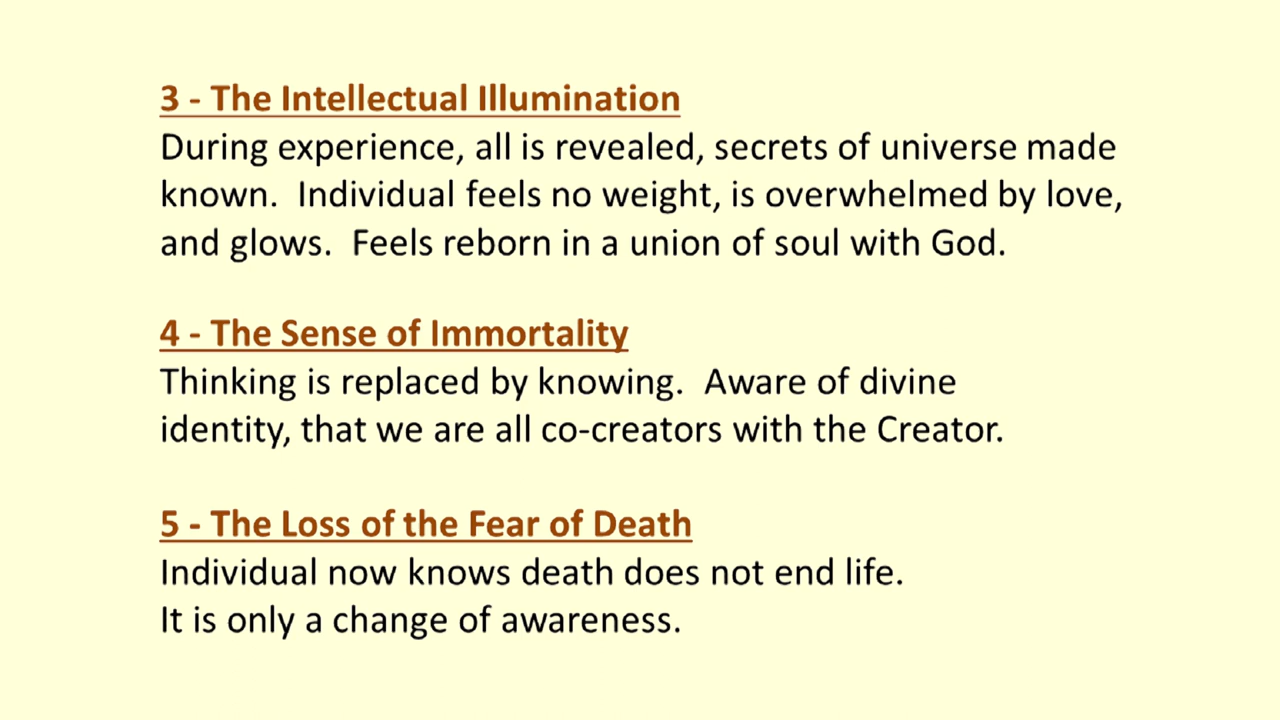 3 - The Intellectual Illumination
During experience, all is revealed, secrets of universe made
known.  Individual feels no weight, is overwhelmed by love,
and glows.  Feels reborn in a union of soul with God.
4 - The Sense of Immortality
Thinking is replaced by knowing.  Aware of divine
identity, that we are all co-creators with the Creator.
5 - The Loss of the Fear of Death
Individual now knows death does not end life.
It is only a change of awareness.